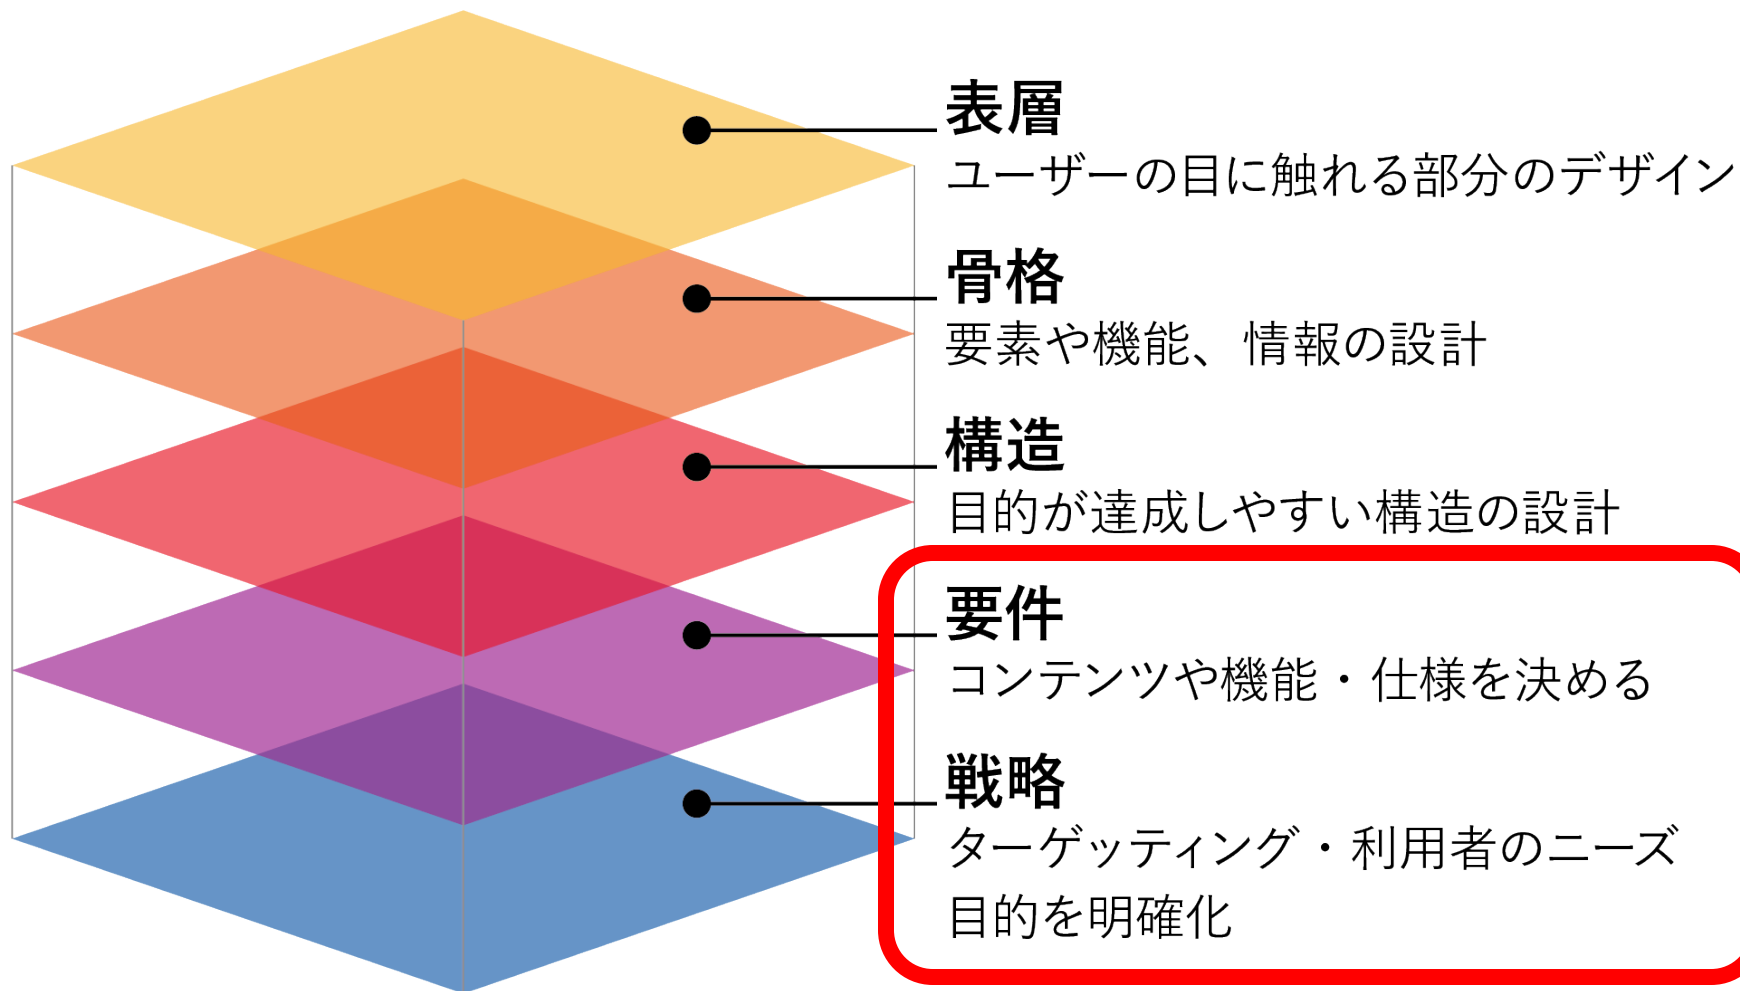 表層
ユーザーの目に触れる部分のデザイン
骨格
要素や機能、情報の設計
構造
目的が達成しやすい構造の設計
要件
コンテンツや機能・仕様を決める
戦略
ターゲッティング・利用者のニーズ
目的を明確化